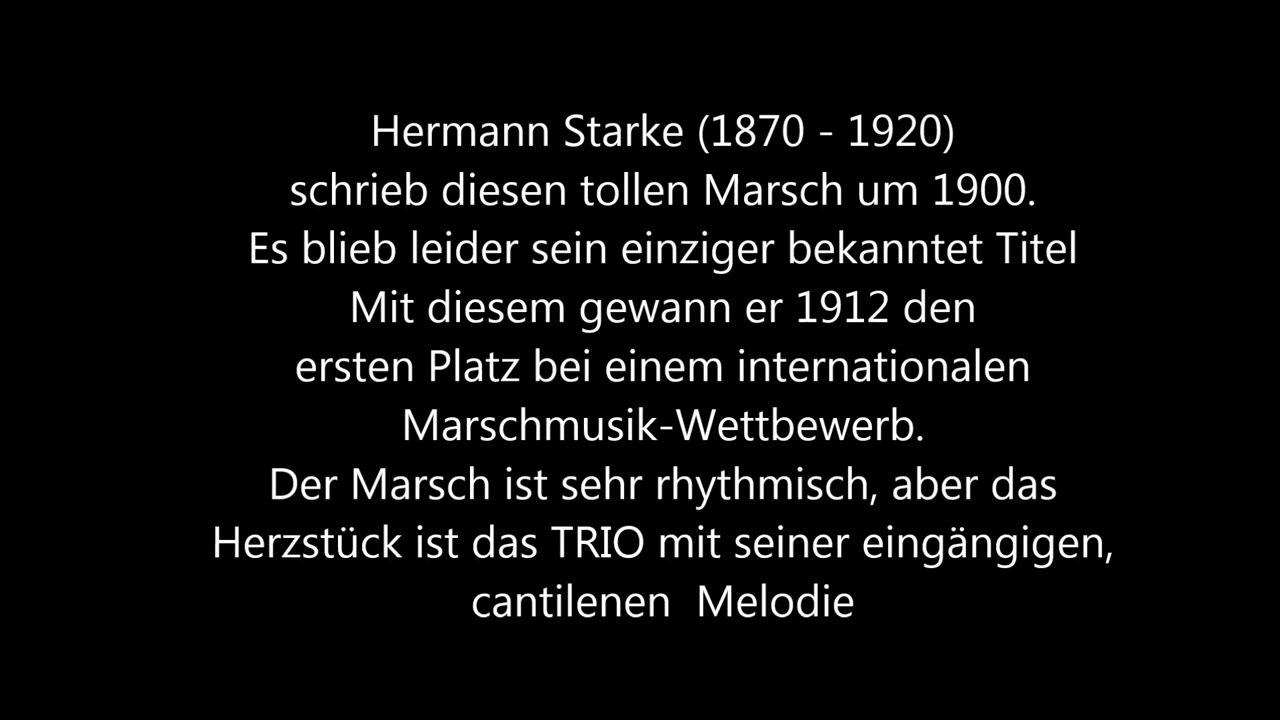 Hermann Starke (1870 - 1920)
schrieb diesen tollen Marsch um 1900.
Es blieb leider sein einziger bekanntet Titel
Mit diesem gewann er 1912 den
ersten Platz bei einem internationalen
Marschmusik-Wettbewerb.
Der Marsch ist sehr rhythmisch, aber das
Herzstück ist das TRIO mit seiner eingängigen,
cantilenen  Melodie